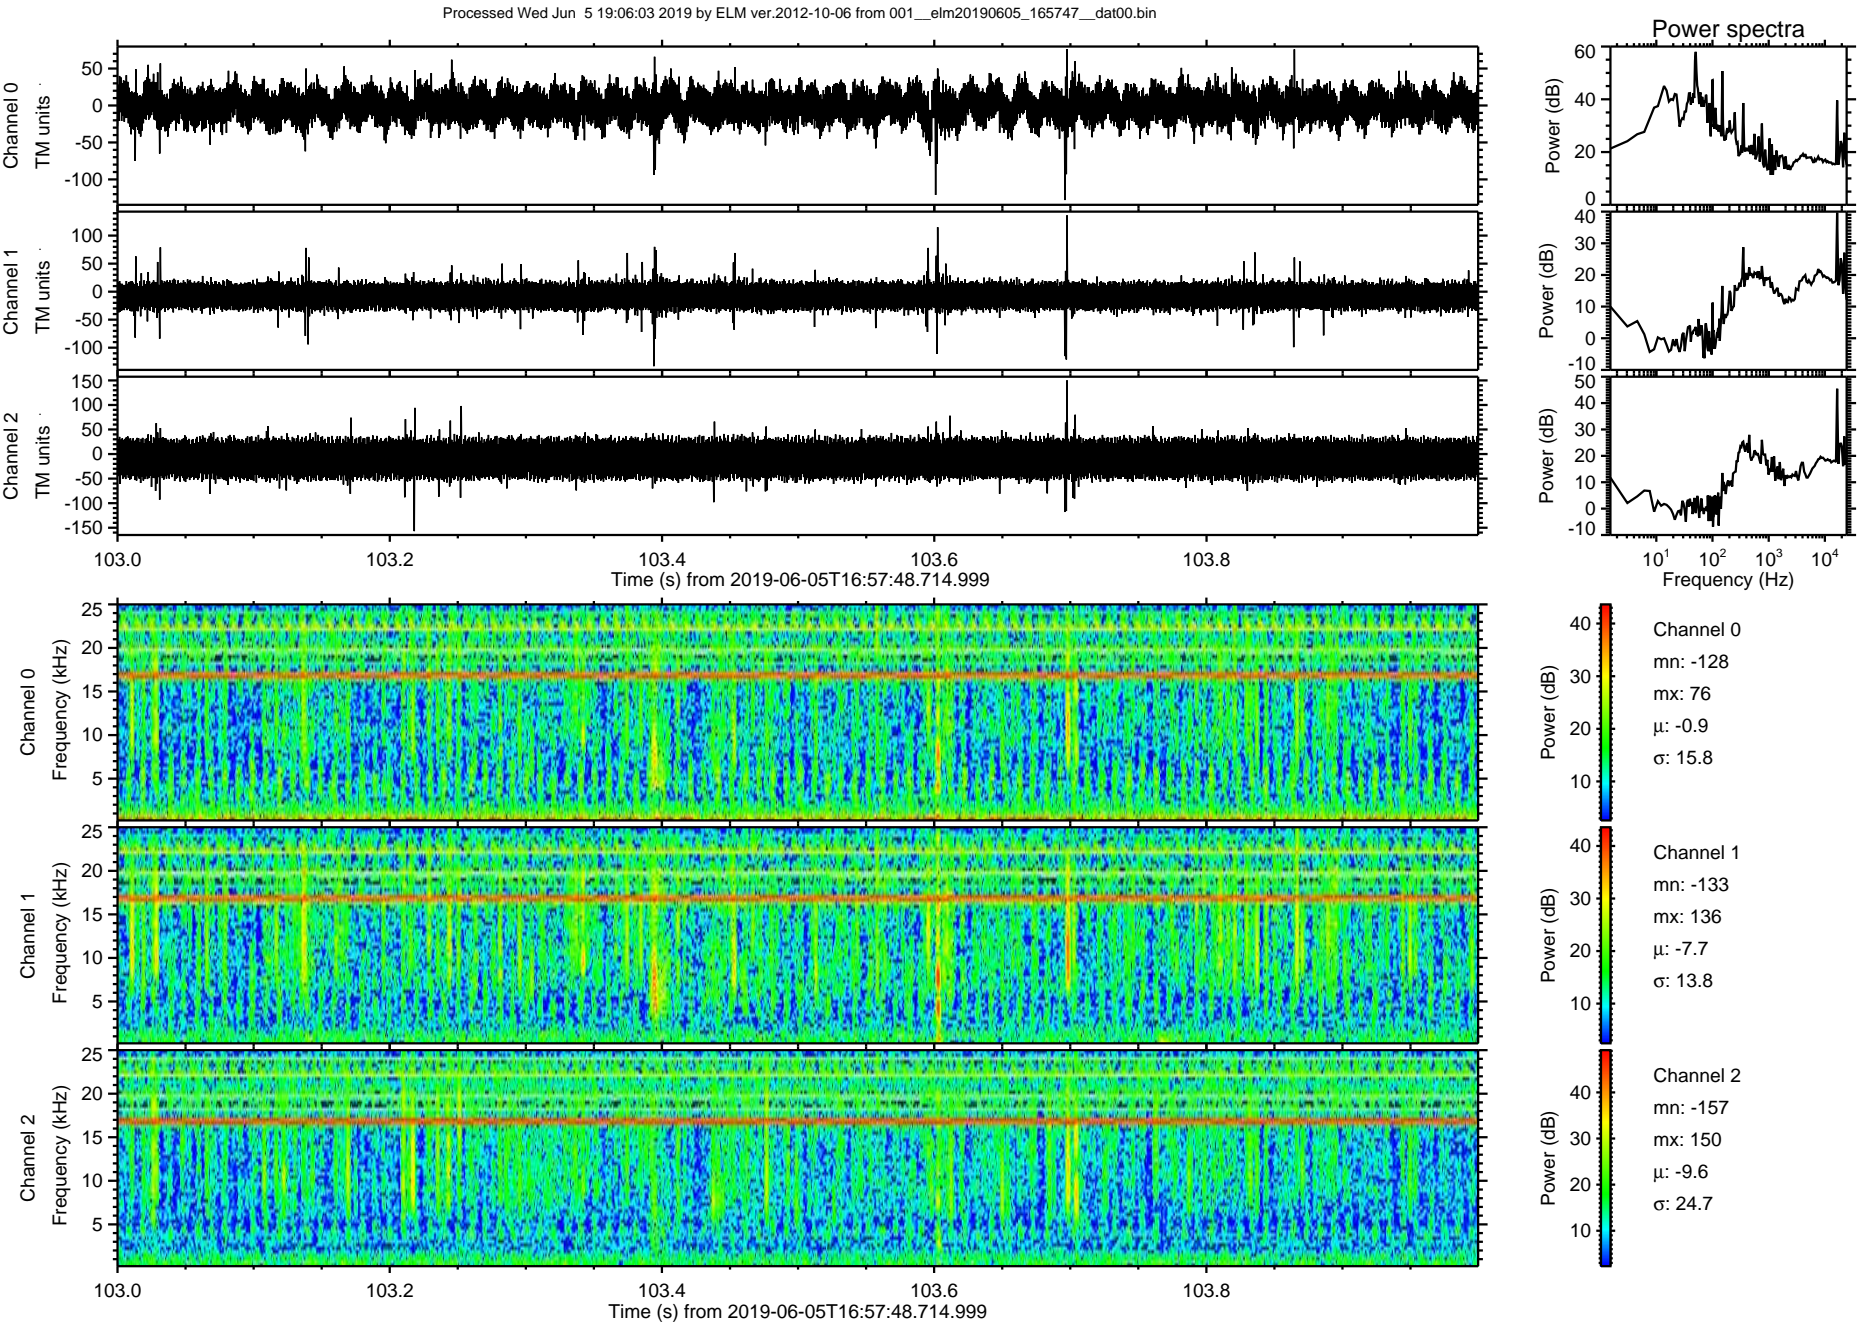 Processed Wed Jun  5 19:06:03 2019 by ELM ver.2012-10-06 from 001__elm20190605_165747__dat00.bin
Power spectra
Channel 0
TM units
50
0
-50
-100
Power (dB)
60
40
20
0
Channel 1
TM units
100
50
0
-50
-100
Power (dB)
40
30
20
10
0
-10
Channel 2
TM units
150
100
50
0
-50
-100
-150
Power (dB)
50
40
30
20
10
0
-10
103.0 103.2 103.4 103.6 103.8
Time (s) from 2019-06-05T16:57:48.714.999
10¹ 10² 10³ 10⁴
Frequency (Hz)
Channel 0
Frequency (kHz)
25
20
15
10
5
Power (dB)
40
30
20
10
Channel 0
mn: -128
mx: 76
µ: -0.9
σ: 15.8
Channel 1
Frequency (kHz)
25
20
15
10
5
Power (dB)
40
30
20
10
Channel 1
mn: -133
mx: 136
µ: -7.7
σ: 13.8
Channel 2
Frequency (kHz)
25
20
15
10
5
Power (dB)
40
30
20
10
Channel 2
mn: -157
mx: 150
µ: -9.6
σ: 24.7
103.0 103.2 103.4 103.6 103.8
Time (s) from 2019-06-05T16:57:48.714.999